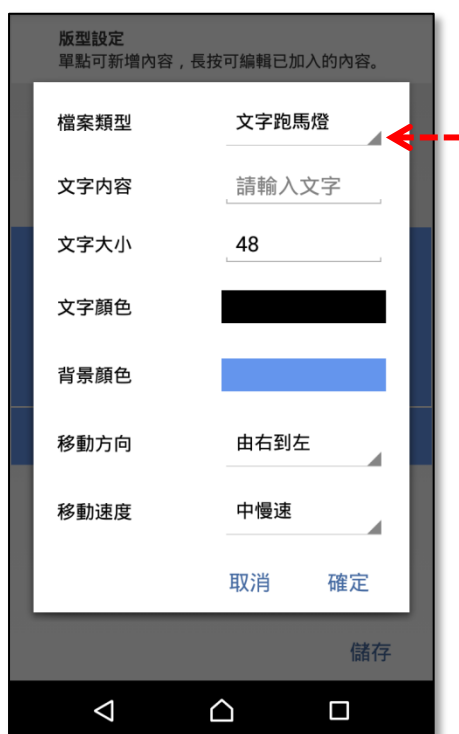 版型設定
單點可新增內容，長按可編輯已加入的內容。
檔案類型 文字跑馬燈
文字內容 請輸入文字
文字大小 48
文字顏色
背景顏色
移動方向 由右到左
移動速度 中慢速
取消 確定
儲存